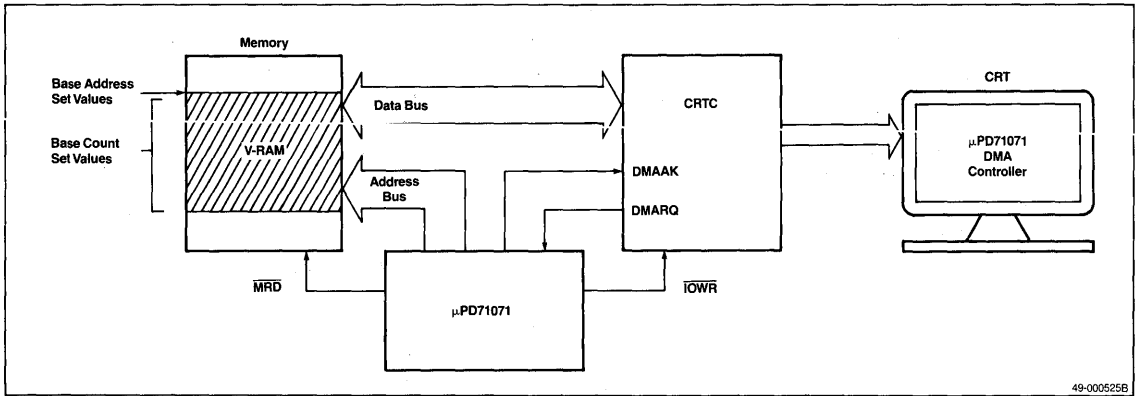 Memory
Base Address
Set Values
Base Count
Set Values
V-RAM
Data Bus
Address
Bus
CRTC
DMAAK
DMARQ
CRT
μPD71071
DMA
Controller
MRD
μPD71071
IOWR
49-000525B